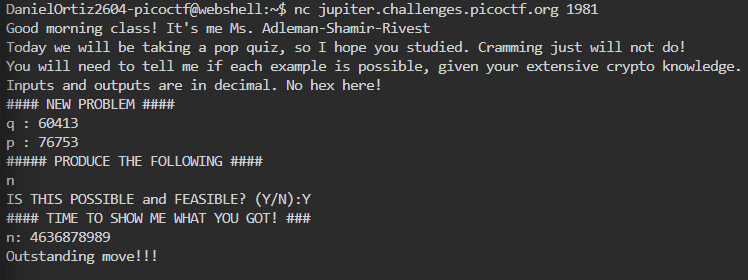 DanielOrtiz2604-picoctf@webshell:~$ nc jupiter.challenges.picoctf.org 1981
Good morning class! It's me Ms. Adleman-Shamir-Rivest
Today we will be taking a pop quiz, so I hope you studied. Cramming just will not do!
You will need to tell me if each example is possible, given your extensive crypto knowledge.
Inputs and outputs are in decimal. No hex here!
#### NEW PROBLEM ####
q : 60413
p : 76753
##### PRODUCE THE FOLLOWING ####
n
IS THIS POSSIBLE and FEASIBLE? (Y/N):Y
#### TIME TO SHOW ME WHAT YOU GOT! ###
n: 4636878989
Outstanding move!!!